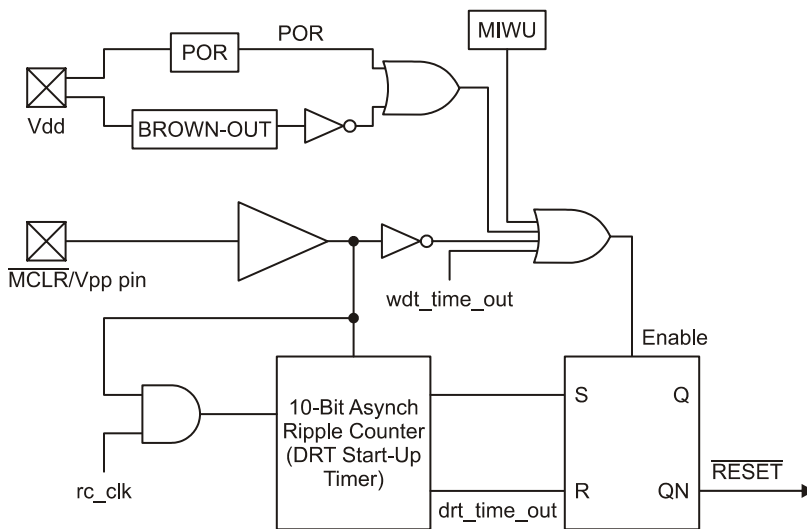 MIWU
POR
POR
Vdd
BROWN-OUT
MCLR/Vpp pin
wdt_time_out
Enable
10-Bit Asynch
Ripple Counter
(DRT Start-Up
Timer)
S
Q
rc_clk
drt_time_out
R
QN
RESET